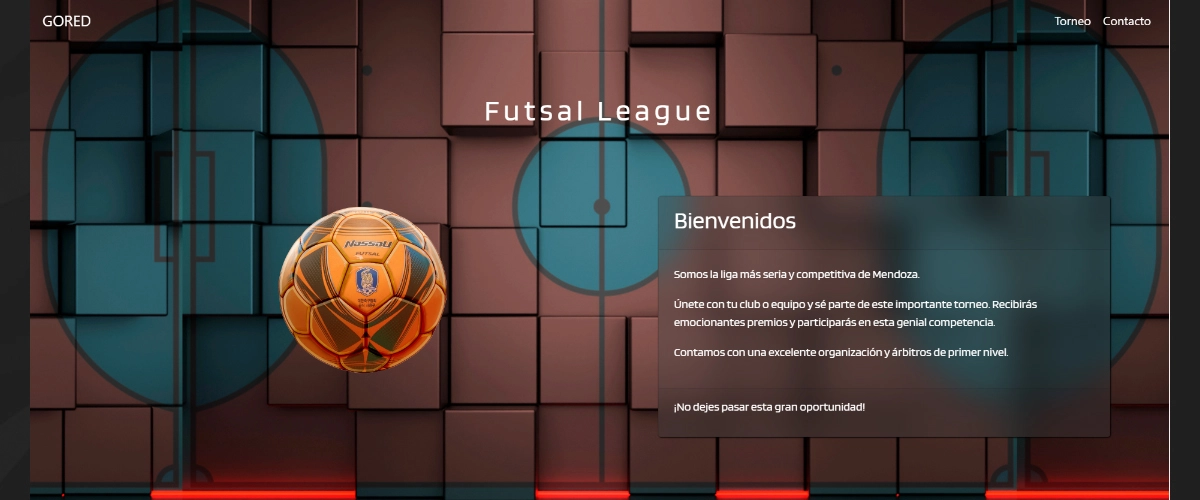 GORED
Torneo
Contacto
Futsal League
Bienvenidos
Somos la liga más seria y competitiva de Mendoza.
Únete con tu club o equipo y sé parte de este importante torneo. Recibirás
emocionantes premios y participarás en esta genial competencia.
Contamos con una excelente organización y árbitros de primer nivel.
¡No dejes pasar esta gran oportunidad!
Nassau
FUTSAL